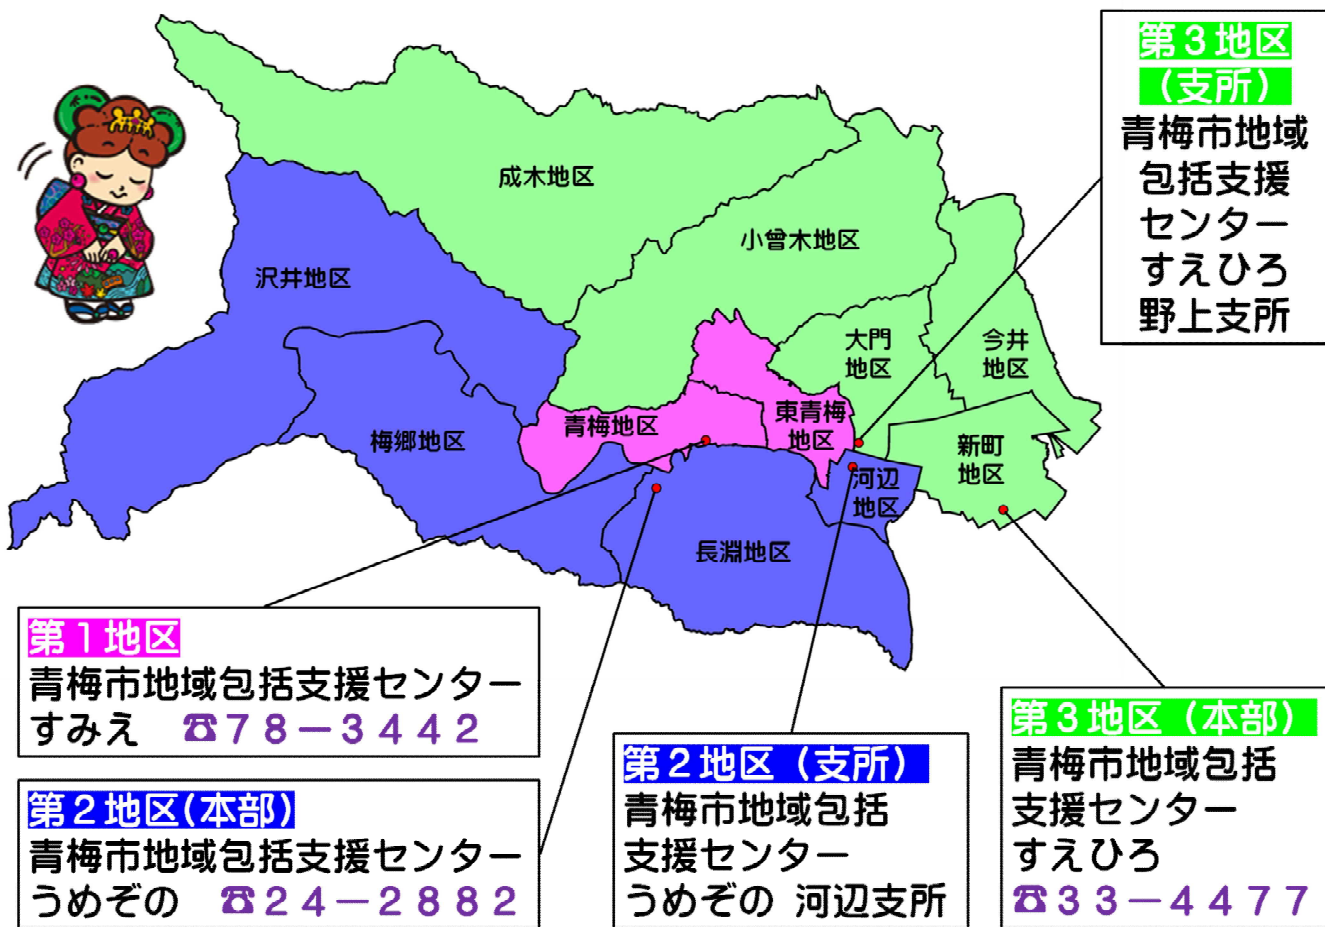 第3地区
（支所）
青梅市地域
包括支援
センター
すえひろ
野上支所
成木地区
小曾木地区
沢井地区
大門
地区
今井
地区
梅郷地区
青梅地区
東青梅
地区
新町
地区
河辺
地区
長淵地区
第１地区
青梅市地域包括支援センター
すみえ　☎７８－３４４２
第２地区(本部)
青梅市地域包括支援センター
うめぞの　☎２４－２８８２
第２地区（支所）
青梅市地域包括
支援センター
うめぞの 河辺支所
第３地区（本部）
青梅市地域包括
支援センター
すえひろ
☎３３－４４７７